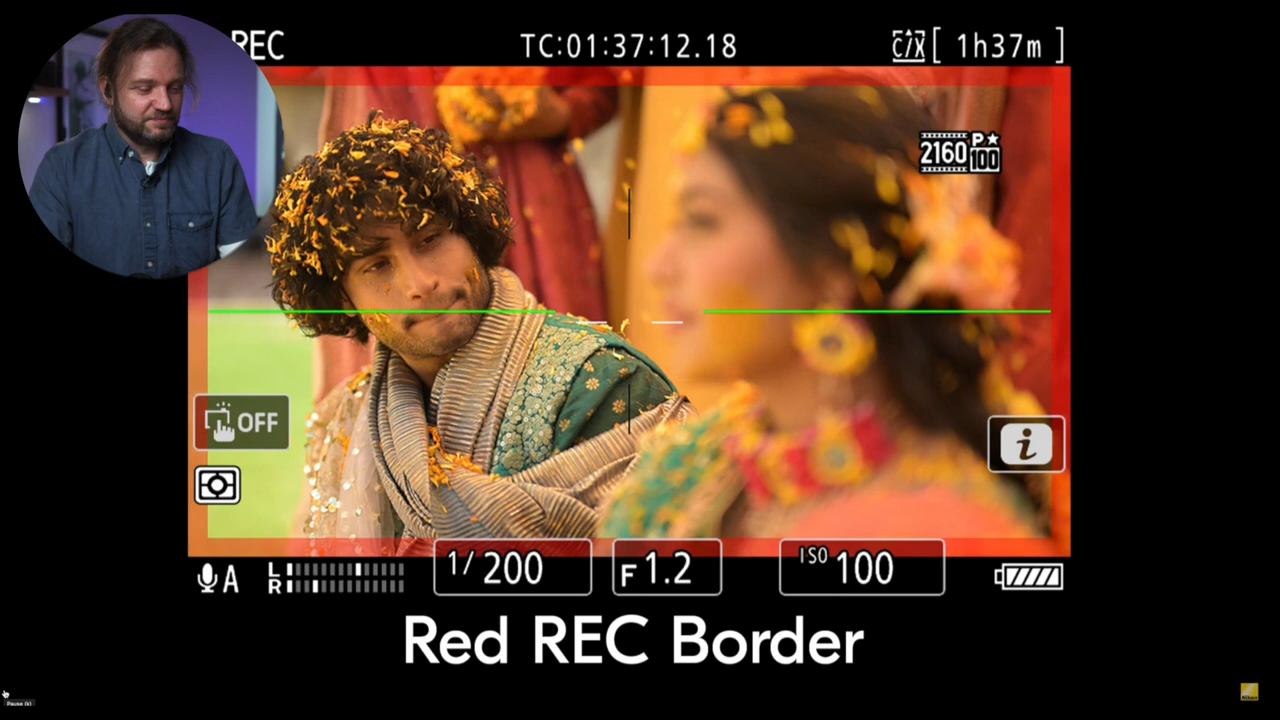 REC
TC:01:37:12.18
C/X [ 1h37m ]
2160 P★ 100
OFF
i
1/200
F1.2
ISO 100
A
L
R
Red REC Border
Pause (k)
Nikon